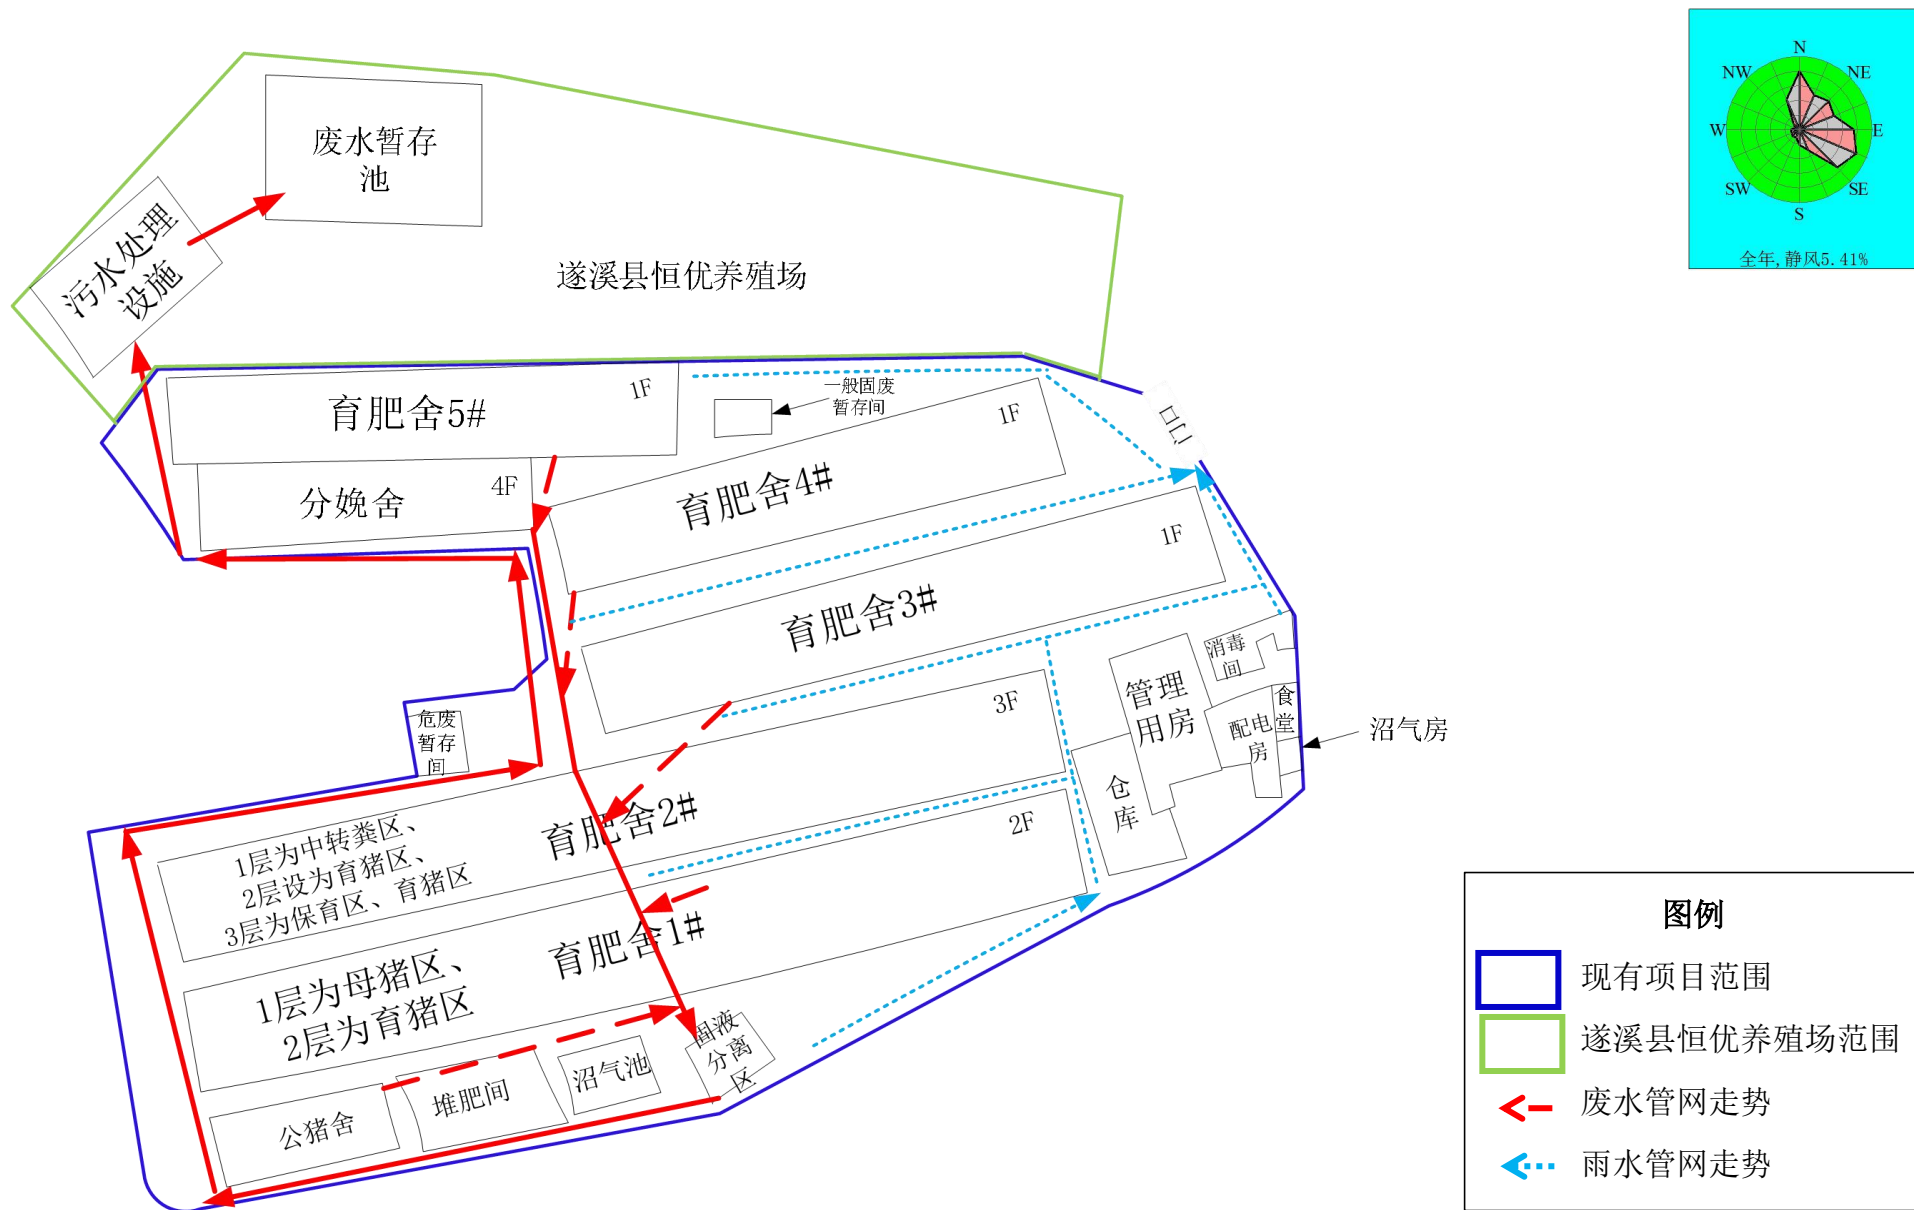 N
NW
NE
W
E
SW
SE
S
全年,静风5.41%
废水暂存
池
污水处理
设施
遂溪县恒优养殖场
育肥舍5#
1F
一般固废
暂存间
育肥舍4#
1F
门口
分娩舍
4F
育肥舍3#
1F
消毒
间
管理
用房
食
堂
配电
房
沼气房
危废
暂存
间
3F
仓
库
育肥舍2#
1层为中转粪区、
2层设为育猪区、
3层为保育区、育猪区
2F
育肥舍1#
1层为母猪区、
2层为育猪区
固液
分离
区
沼气池
堆肥间
公猪舍
图例
现有项目范围
遂溪县恒优养殖场范围
废水管网走势
雨水管网走势